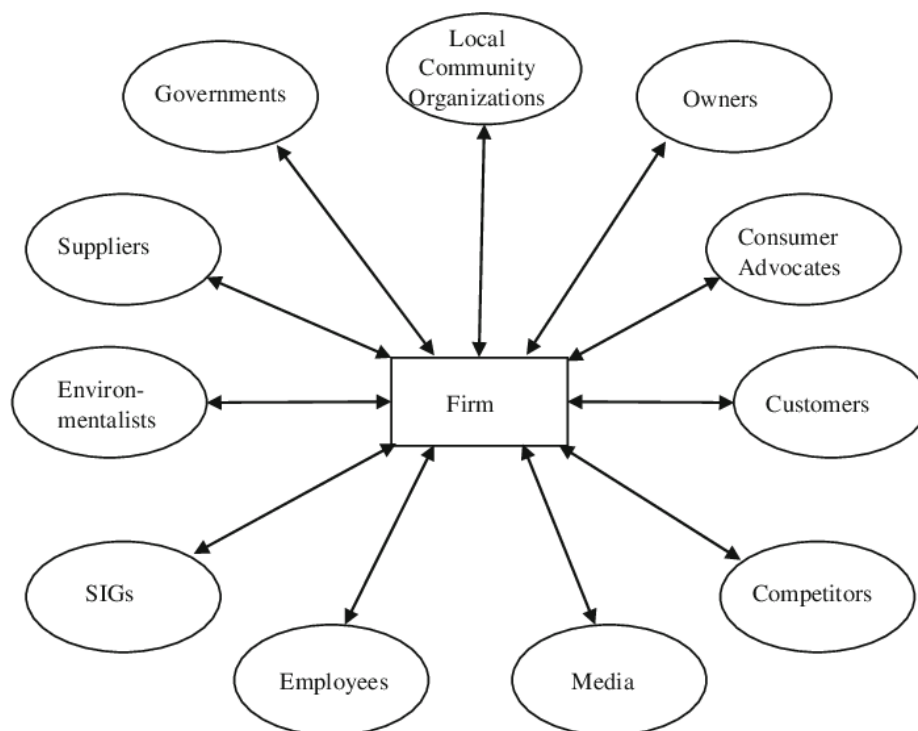 Local
Community
Organizations
Governments
Owners
Suppliers
Consumer
Advocates
Environ-
mentalists
Firm
Customers
SIGs
Competitors
Employees
Media